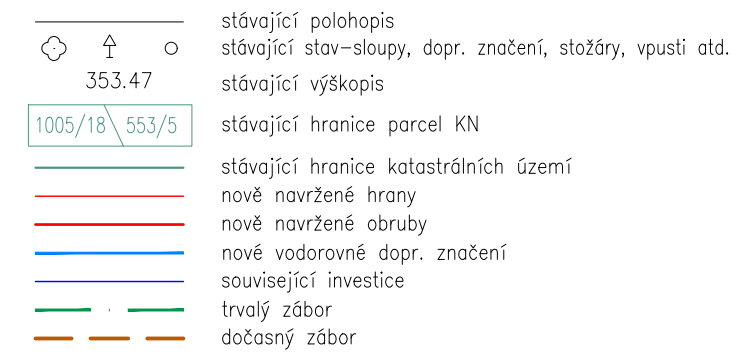 stávající polohopis
stávající stav-sloupy, dopr. značení, stožáry, vpusti atd.
353.47 stávající výškopis
1005/18 553/5 stávající hranice parcel KN
stávající hranice katastrálních území
nově navržené hrany
nově navržené obruby
nové vodorovné dopr. značení
související investice
trvalý zábor
dočasný zábor